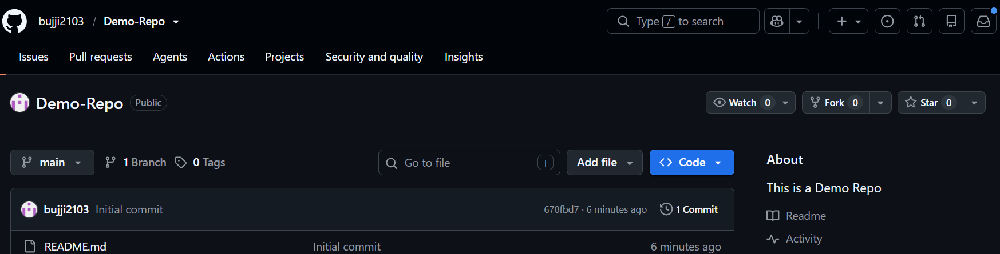 bujji2103 / Demo-Repo Type / to search
Issues Pull requests Agents Actions Projects Security and quality Insights
Demo-Repo Public Watch 0 Fork 0 Star 0
main 1 Branch 0 Tags Go to file T Add file Code
About
This is a Demo Repo
bujji2103 Initial commit 678fbd7 · 6 minutes ago 1 Commit
Readme
Activity
README.md Initial commit 6 minutes ago